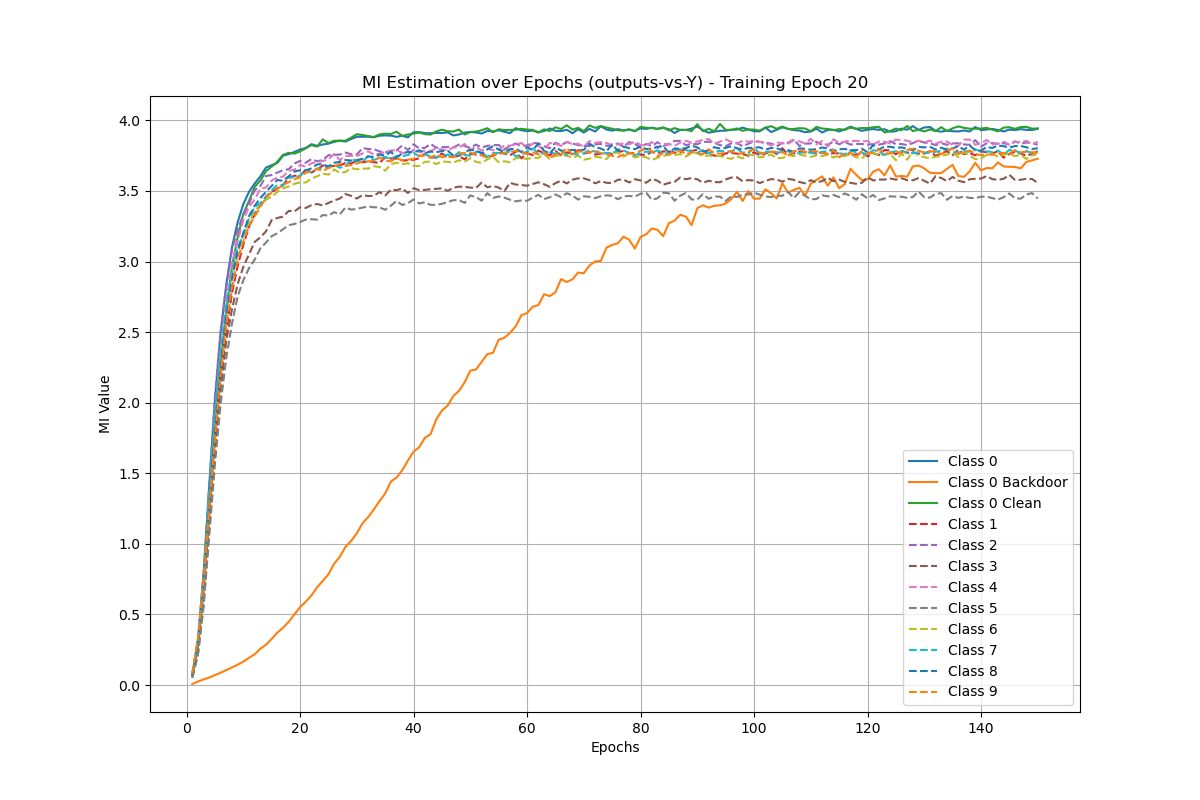 MI Estimation over Epochs (outputs-vs-Y) - Training Epoch 20
MI Value
4.0
3.5
3.0
2.5
2.0
1.5
1.0
0.5
0.0
0 20 40 60 80 100 120 140
Epochs
Class 0
Class 0 Backdoor
Class 0 Clean
Class 1
Class 2
Class 3
Class 4
Class 5
Class 6
Class 7
Class 8
Class 9